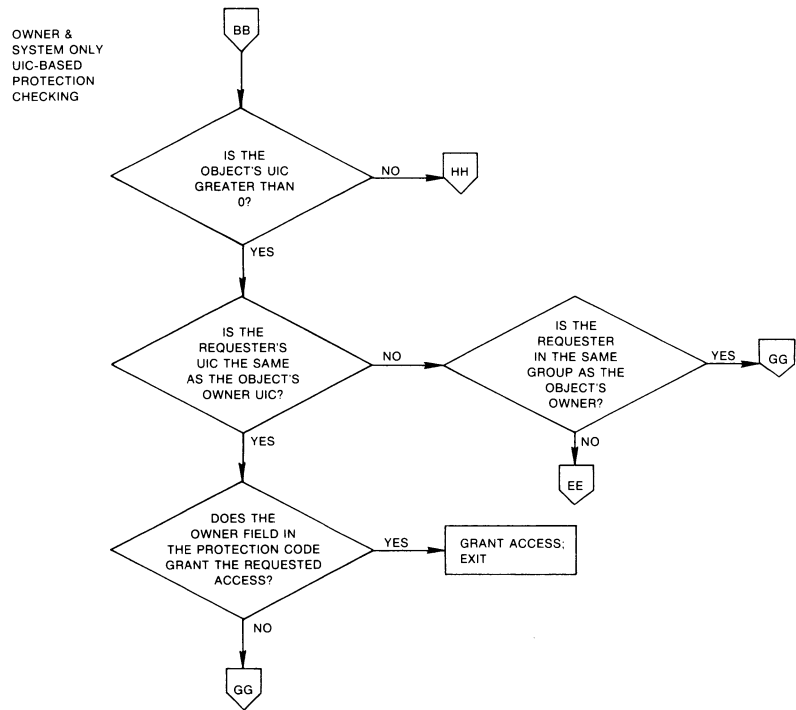 OWNER &
SYSTEM ONLY
UIC-BASED
PROTECTION
CHECKING
BB
IS THE
OBJECT'S UIC
GREATER THAN
0?
NO
HH
YES
IS THE
REQUESTER'S
UIC THE SAME
AS THE OBJECT'S
OWNER UIC?
NO
IS THE
REQUESTER
IN THE SAME
GROUP AS THE
OBJECT'S
OWNER?
YES
GG
NO
EE
YES
DOES THE
OWNER FIELD IN
THE PROTECTION CODE
GRANT THE REQUESTED
ACCESS?
YES
GRANT ACCESS;
EXIT
NO
GG